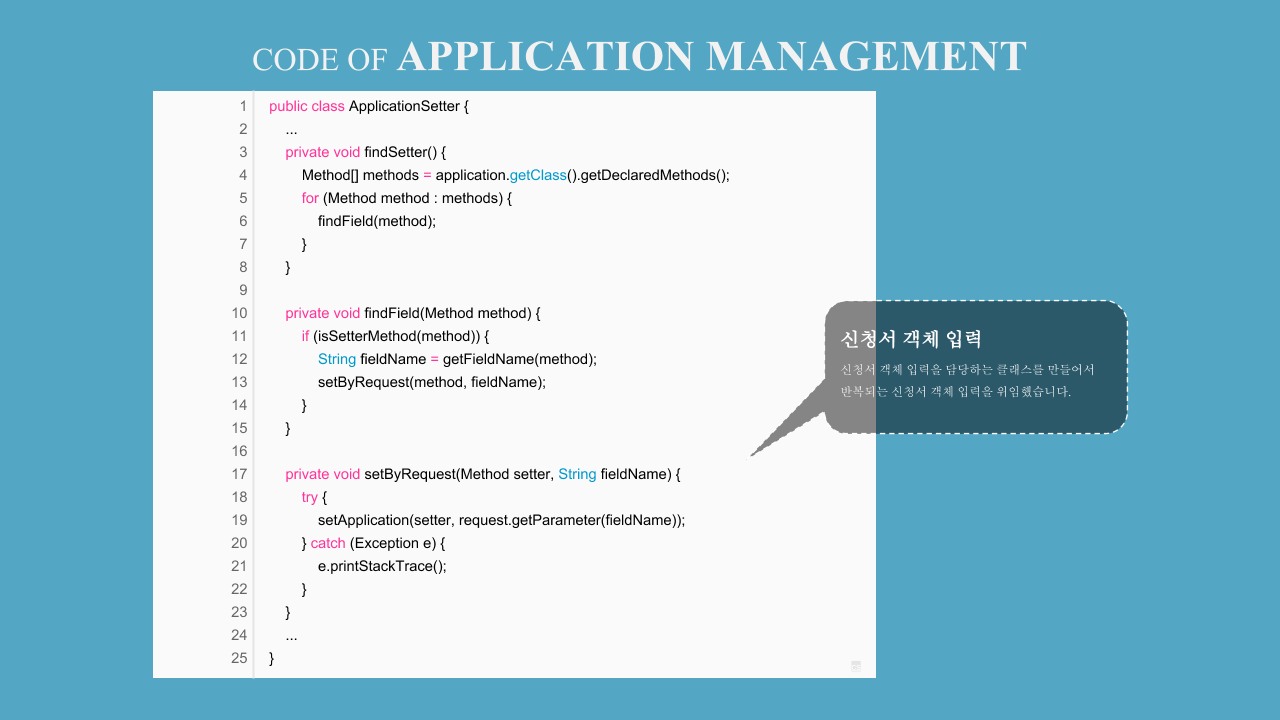 CODE OF APPLICATION MANAGEMENT
1 public class ApplicationSetter {
2 ...
3 private void findSetter() {
4 Method[] methods = application.getClass().getDeclaredMethods();
5 for (Method method : methods) {
6 findField(method);
7 }
8 }
9
10 private void findField(Method method) {
11 if (isSetterMethod(method)) {
12 String fieldName = getFieldName(method);
13 setByRequest(method, fieldName);
14 }
15 }
16
17 private void setByRequest(Method setter, String fieldName) {
18 try {
19 setApplication(setter, request.getParameter(fieldName));
20 } catch (Exception e) {
21 e.printStackTrace();
22 }
23 }
24 ...
25 }
신청서 객체 입력
신청서 객체 입력을 담당하는 클래스를 만들어서
반복되는 신청서 객체 입력을 위임했습니다.